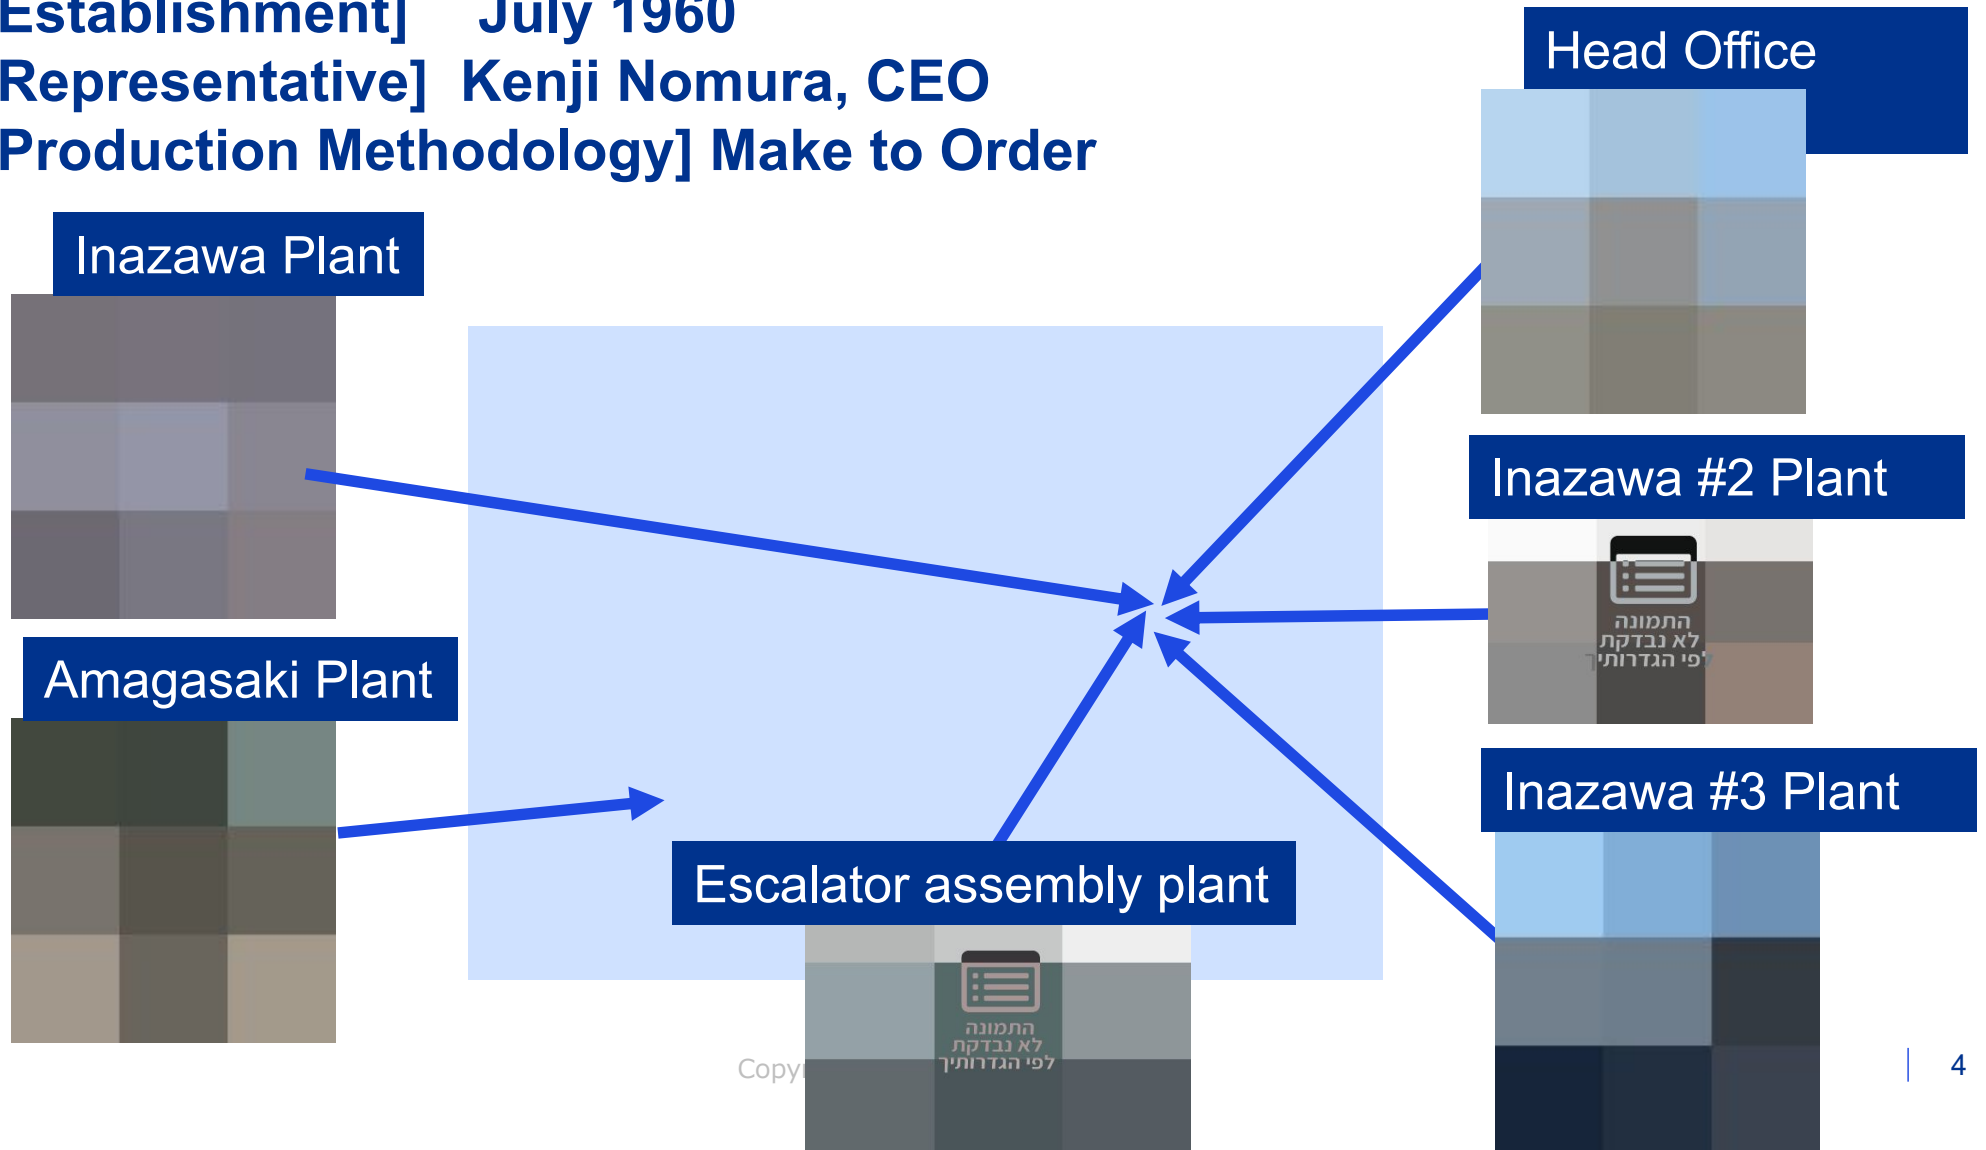 Establishment] July 1960
Representative] Kenji Nomura, CEO
Production Methodology] Make to Order
Head Office
Inazawa Plant
Inazawa #2 Plant
התמונה
לא נבדקת
לפי הגדרותיך
Amagasaki Plant
Inazawa #3 Plant
Escalator assembly plant
התמונה
לא נבדקת
לפי הגדרותיך
4